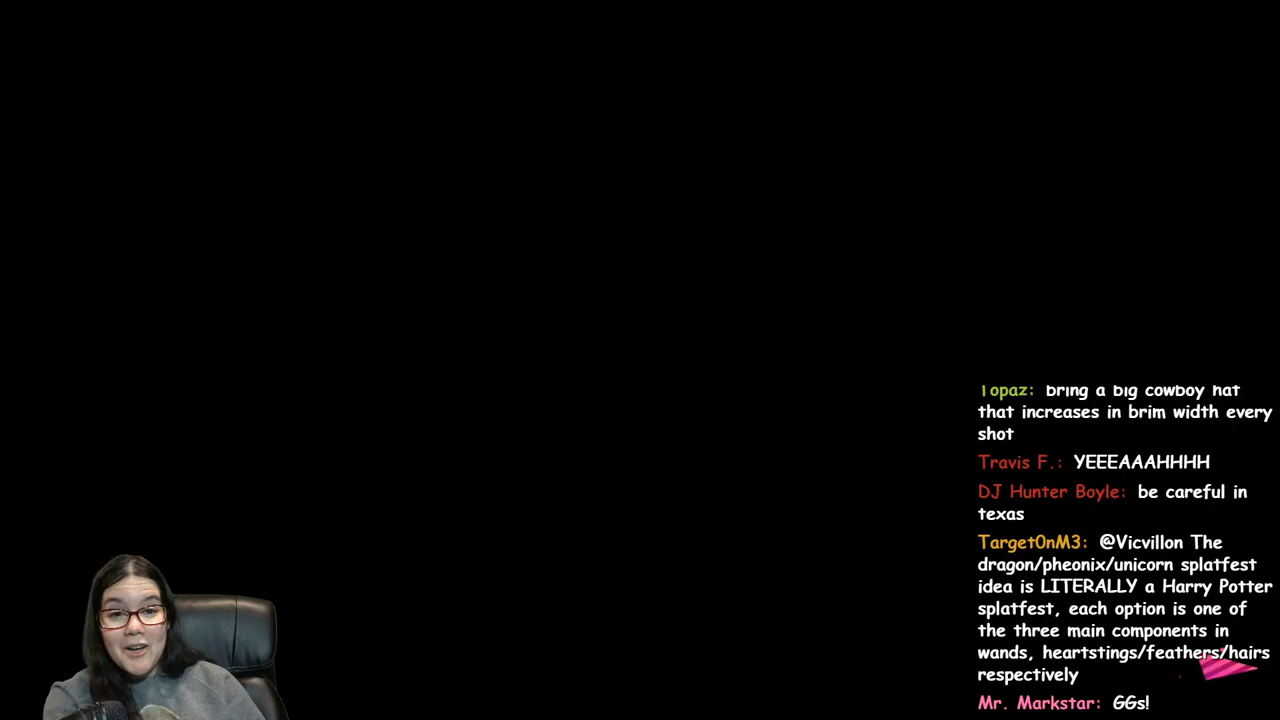 Topaz: bring a big cowboy hat
that increases in brim width every
shot
Travis F.: YEEEAAAHHHH
DJ Hunter Boyle: be careful in
texas
Target0nM3: @Vicvillon The
dragon/pheonix/unicorn splatfest
idea is LITERALLY a Harry Potter
splatfest, each option is one of
the three main components in
wands, heartstings/feathers/hairs
respectively
Mr. Markstar: GGs!